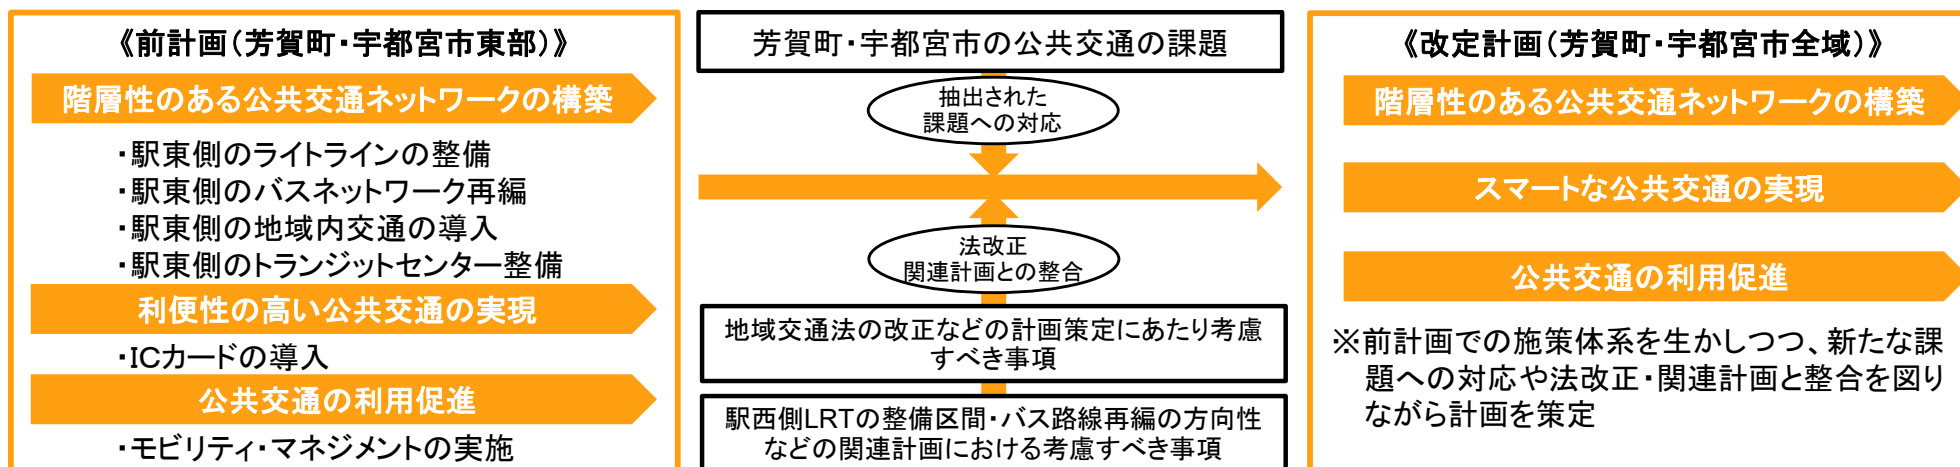 《前計画(芳賀町・宇都宮市東部)》
階層性のある公共交通ネットワークの構築
・駅東側のライトラインの整備
・駅東側のバスネットワーク再編
・駅東側の地域内交通の導入
・駅東側のトランジットセンター整備
利便性の高い公共交通の実現
・ICカードの導入
公共交通の利用促進
・モビリティ・マネジメントの実施
芳賀町・宇都宮市の公共交通の課題
抽出された
課題への対応
法改正
関連計画との整合
地域交通法の改正などの計画策定にあたり考慮
すべき事項
駅西側LRTの整備区間・バス路線再編の方向性
などの関連計画における考慮すべき事項
《改定計画(芳賀町・宇都宮市全域)》
階層性のある公共交通ネットワークの構築
スマートな公共交通の実現
公共交通の利用促進
※前計画での施策体系を生かしつつ、新たな課
題への対応や法改正・関連計画と整合を図り
ながら計画を策定